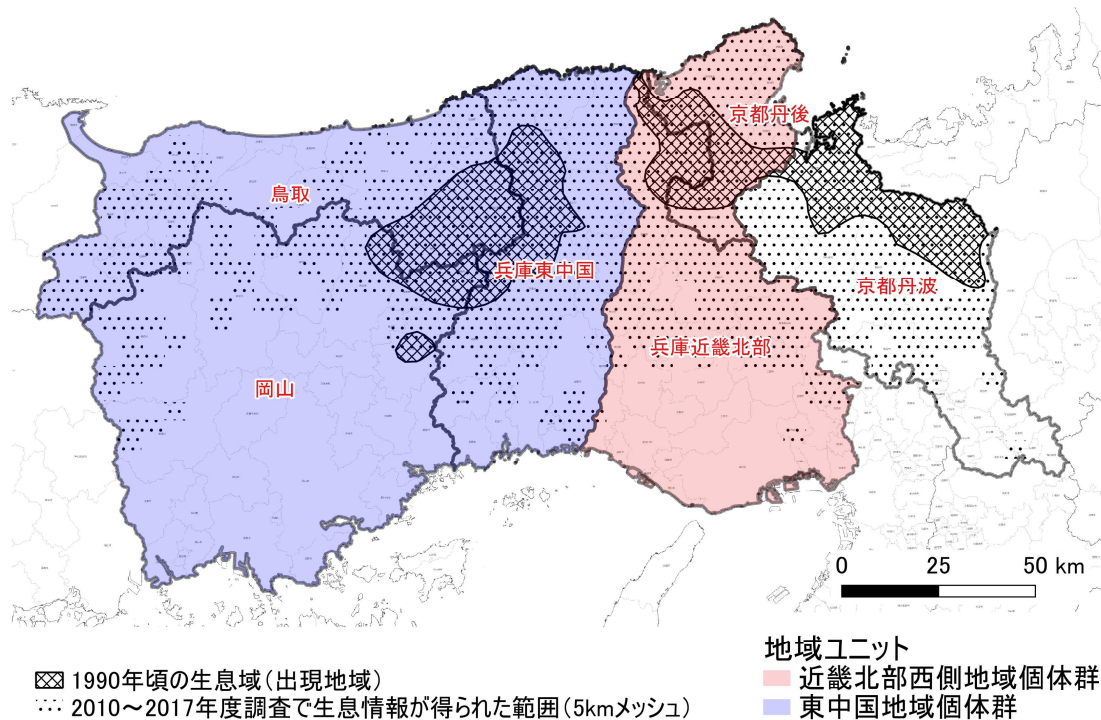 京都丹後
鳥取
兵庫東中国
京都丹波
兵庫近畿北部
岡山
0 25 50 km
地域ユニット
1990年頃の生息域(出現地域)
近畿北部西側地域個体群
2010～2017年度調査で生息情報が得られた範囲(5kmメッシュ)
東中国地域個体群